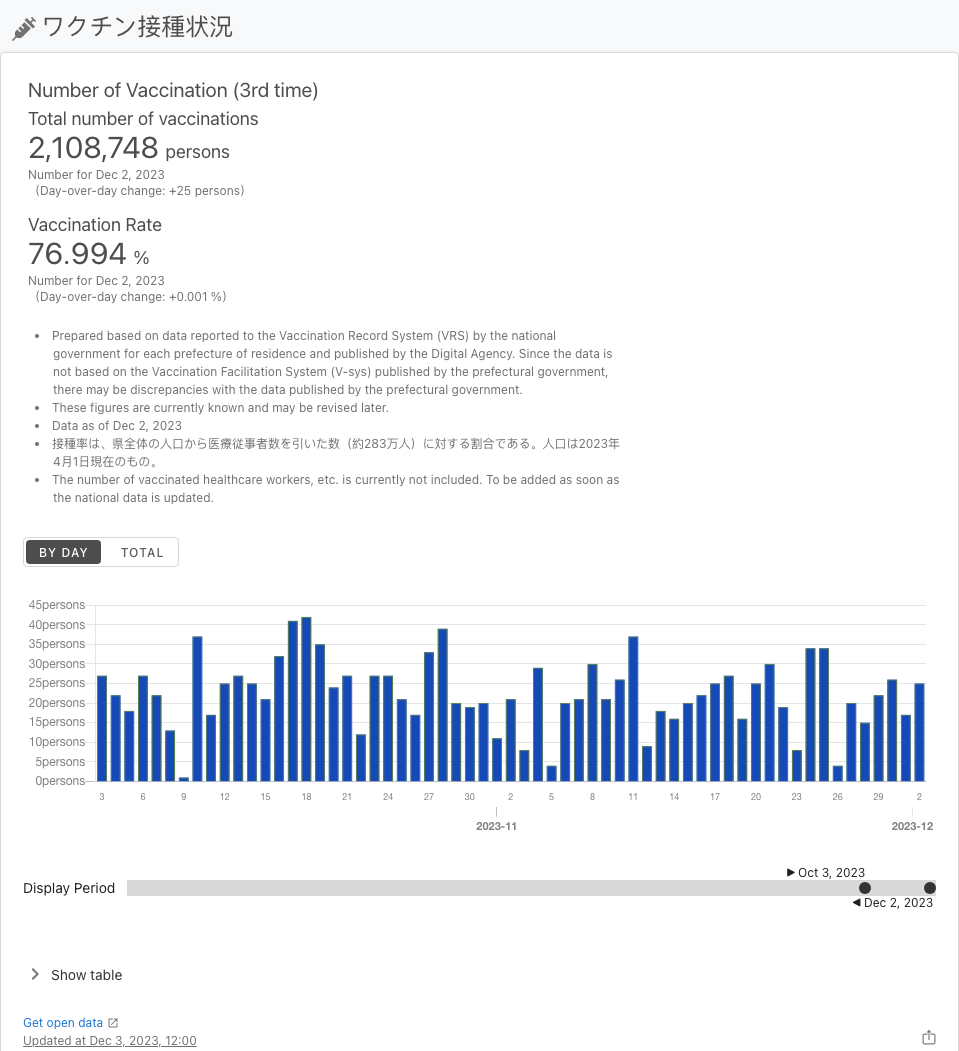 ワクチン接種状況
Number of Vaccination (3rd time)
Total number of vaccinations
2,108,748 persons
Number for Dec 2, 2023
(Day-over-day change: +25 persons)
Vaccination Rate
76.994 %
Number for Dec 2, 2023
(Day-over-day change: +0.001 %)
• Prepared based on data reported to the Vaccination Record System (VRS) by the national
government for each prefecture of residence and published by the Digital Agency. Since the data is
not based on the Vaccination Facilitation System (V-sys) published by the prefectural government,
there may be discrepancies with the data published by the prefectural government.
• These figures are currently known and may be revised later.
• Data as of Dec 2, 2023
• 接種率は、県全体の人口から医療従事者数を引いた数（約283万人）に対する割合である。人口は2023年
4月1日現在のもの。
• The number of vaccinated healthcare workers, etc. is currently not included. To be added as soon as
the national data is updated.
BY DAY TOTAL
45persons
40persons
35persons
30persons
25persons
20persons
15persons
10persons
5persons
0persons
3 6 9 12 15 18 21 24 27 30 2 5 8 11 14 17 20 23 26 29 2
2023-11 2023-12
Oct 3, 2023
Display Period
Dec 2, 2023
Show table
Get open data
Updated at Dec 3, 2023, 12:00